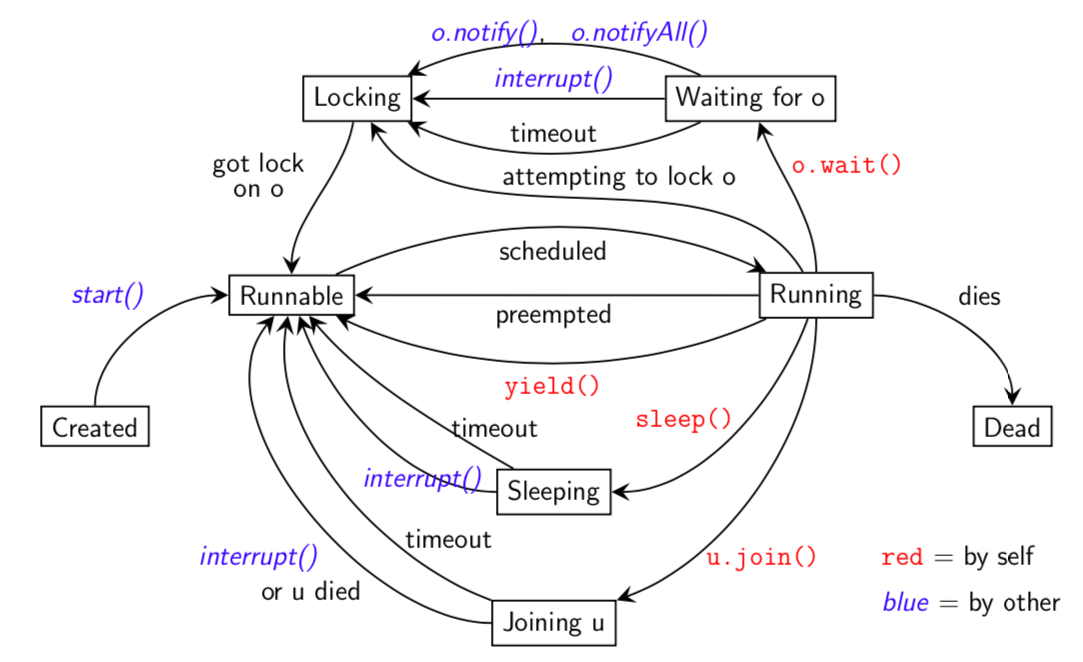 o.notify(), o.notifyAll()
interrupt()
Locking
Waiting for o
timeout
got lock
on o
attempting to lock o
o.wait()
scheduled
start()
Runnable
Running
preempted
dies
yield()
Created
sleep()
timeout
Dead
interrupt()
Sleeping
timeout
interrupt()
or u died
u.join()
red = by self
blue = by other
Joining u